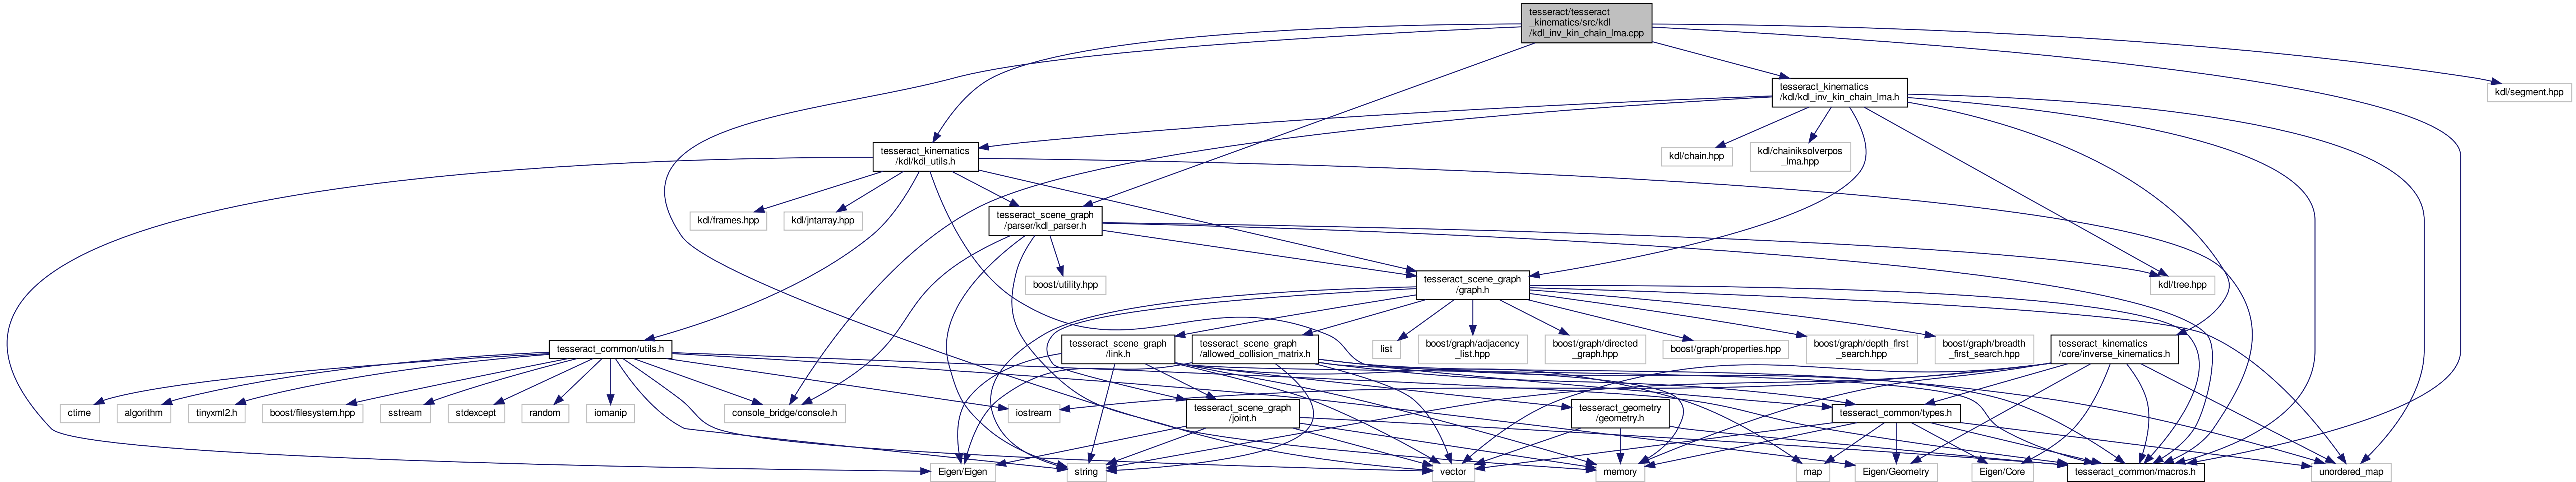 tesseract/tesseract
_kinematics/src/kdl
/kdl_inv_kin_chain_lma.cpp
tesseract_kinematics
/kdl/kdl_inv_kin_chain_lma.h
kdl/segment.hpp
tesseract_kinematics
/kdl/kdl_utils.h
kdl/chain.hpp
kdl/chainiksolverpos
_lma.hpp
kdl/frames.hpp
kdl/jntarray.hpp
tesseract_scene_graph
/parser/kdl_parser.h
boost/utility.hpp
tesseract_scene_graph
/graph.h
kdl/tree.hpp
tesseract_common/utils.h
tesseract_scene_graph
/link.h
tesseract_scene_graph
/allowed_collision_matrix.h
list
boost/graph/adjacency
_list.hpp
boost/graph/directed
_graph.hpp
boost/graph/properties.hpp
boost/graph/depth_first
_search.hpp
boost/graph/breadth
_first_search.hpp
tesseract_kinematics
/core/inverse_kinematics.h
ctime
algorithm
tinyxml2.h
boost/filesystem.hpp
sstream
stdexcept
random
iomanip
console_bridge/console.h
iostream
tesseract_scene_graph
/joint.h
tesseract_geometry
/geometry.h
tesseract_common/types.h
Eigen/Eigen
string
vector
memory
map
Eigen/Geometry
Eigen/Core
tesseract_common/macros.h
unordered_map